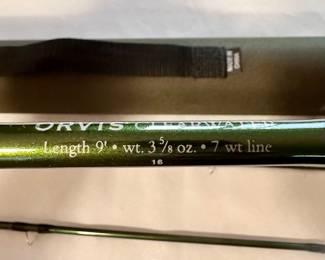 ORVIS CLEARWATER
Length 9' • wt. 3 5/8 oz. • 7 wt line
16